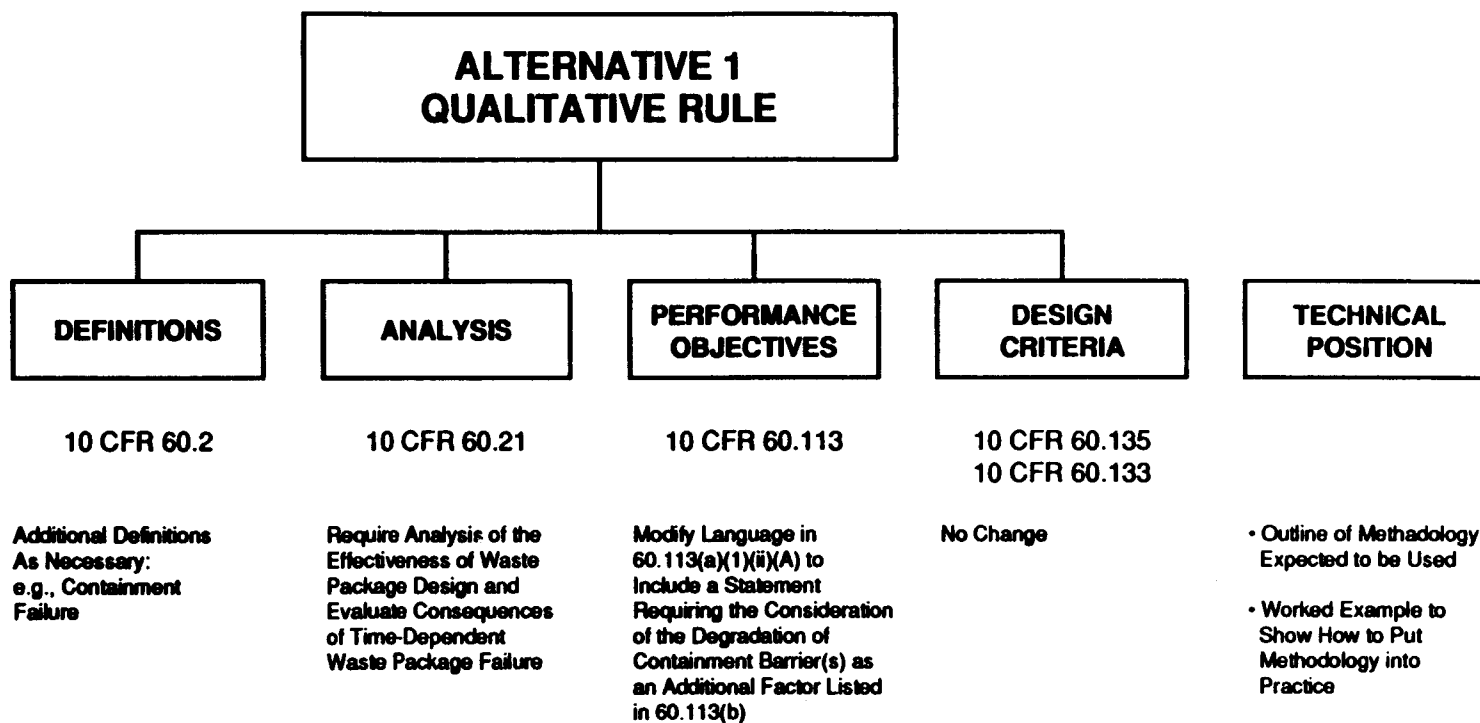 ALTERNATIVE 1
QUALITATIVE RULE
DEFINITIONS
10 CFR 60.2
Additional Definitions
As Necessary:
e.g., Containment
Failure
ANALYSIS
10 CFR 60.21
Require Analysis of the
Effectiveness of Waste
Package Design and
Evaluate Consequences
of Time-Dependent
Waste Package Failure
PERFORMANCE
OBJECTIVES
10 CFR 60.113
Modify Language in
60.113(a)(1)(ii)(A) to
Include a Statement
Requiring the Consideration
of the Degradation of
Containment Barrier(s) as
an Additional Factor Listed
in 60.113(b)
DESIGN
CRITERIA
10 CFR 60.135
10 CFR 60.133
No Change
TECHNICAL
POSITION
• Outline of Methadology
Expected to be Used
• Worked Example to
Show How to Put
Methodology into
Practice